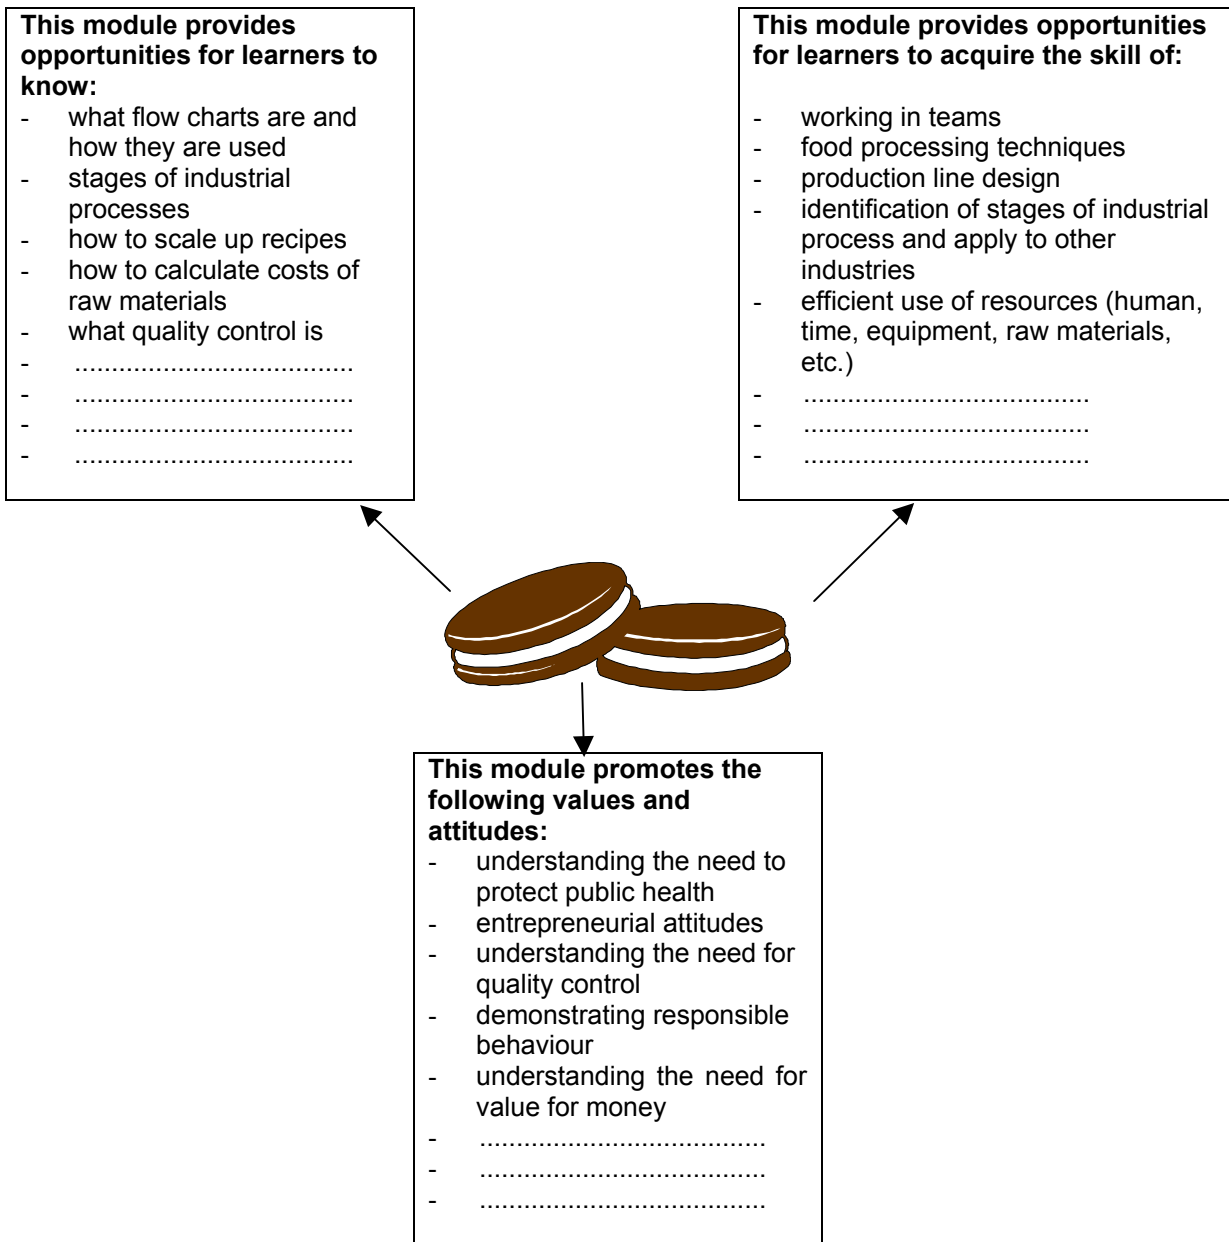 This module provides
opportunities for learners to
know:
- what flow charts are and
how they are used
- stages of industrial
processes
- how to scale up recipes
- how to calculate costs of
raw materials
- what quality control is
- ......................................
- ......................................
- ......................................
- ......................................
This module provides opportunities
for learners to acquire the skill of:
- working in teams
- food processing techniques
- production line design
- identification of stages of industrial
process and apply to other
industries
- efficient use of resources (human,
time, equipment, raw materials,
etc.)
- .......................................
- .......................................
- .......................................
This module promotes the
following values and
attitudes:
- understanding the need to
protect public health
- entrepreneurial attitudes
- understanding the need for
quality control
- demonstrating responsible
behaviour
- understanding the need for
value for money
- .......................................
- .......................................
- .......................................